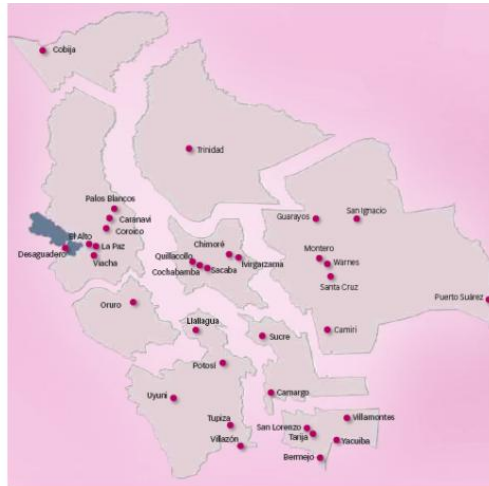 Cobija
Trinidad
Palos Blancos
Caranavi
Coroico
El Alto
La Paz
Desaguadero
Viacha
Guarayos
San Ignacio
Chimoré
Quillacollo
Ivirgarzama
Cochabamba
Sacaba
Montero
Warnes
Santa Cruz
Puerto Suárez
Oruro
Llallagua
Sucre
Camiri
Potosí
Uyuni
Camargo
Tupiza
Villazón
San Lorenzo
Villamontes
Tarija
Yacuiba
Bermejo